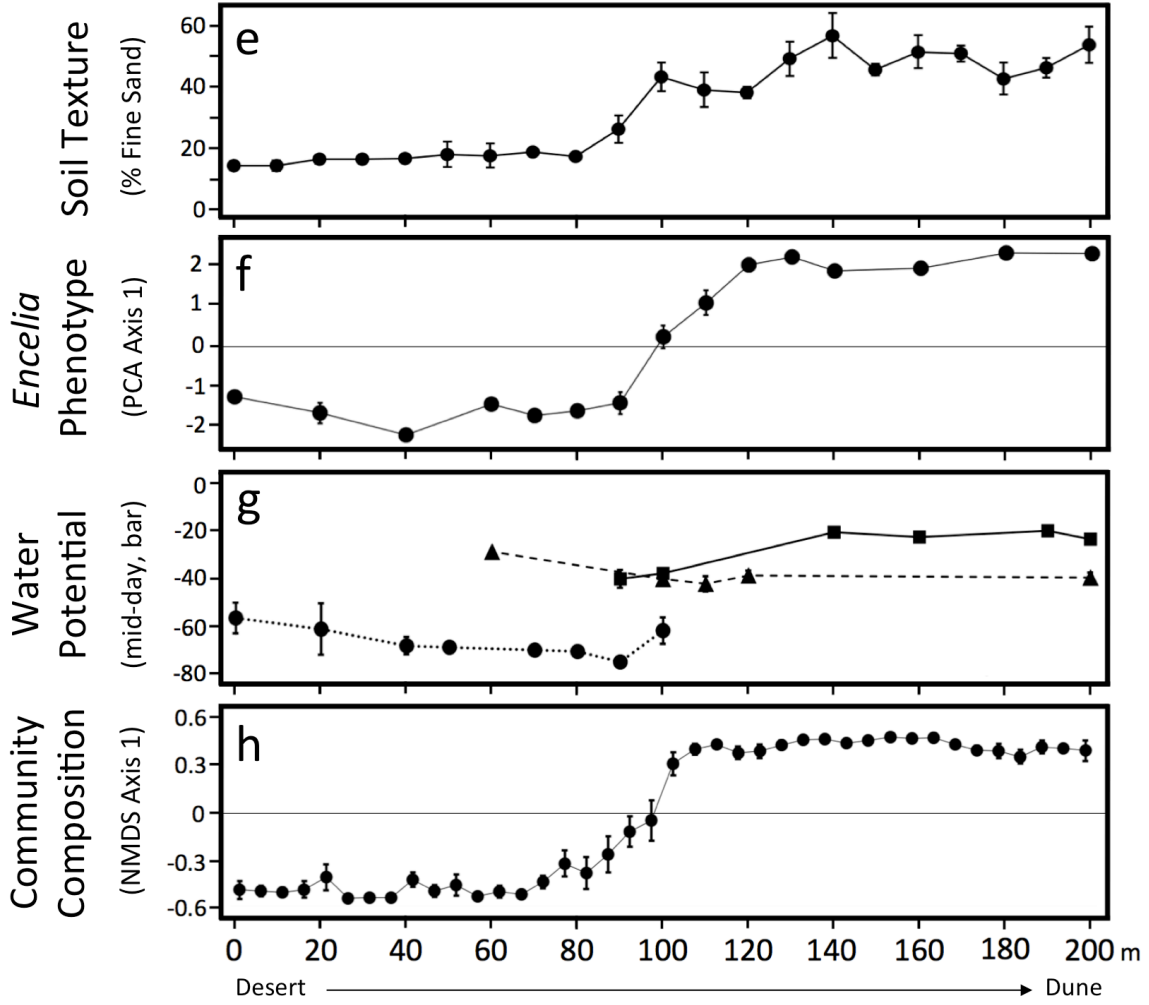 Soil Texture
(% Fine Sand)
60
40
20
0
e
Encelia
Phenotype
(PCA Axis 1)
2
1
0
-1
-2
f
Water
Potential
(mid-day, bar)
0
-20
-40
-60
-80
g
Community
Composition
(NMDS Axis 1)
0.6
0.3
0
-0.3
-0.6
h
0 20 40 60 80 100 120 140 160 180 200 m
Desert Dune